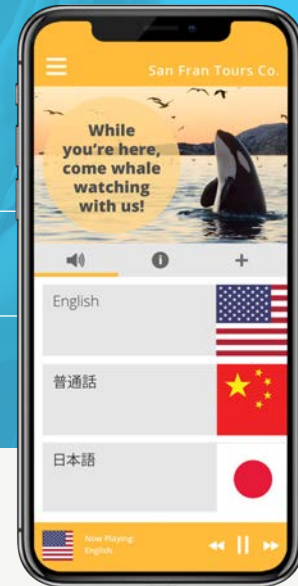 San Fran Tours Co.
While
you're here,
come whale
watching
with us!
English
普通話
日本語
Now Playing:
English